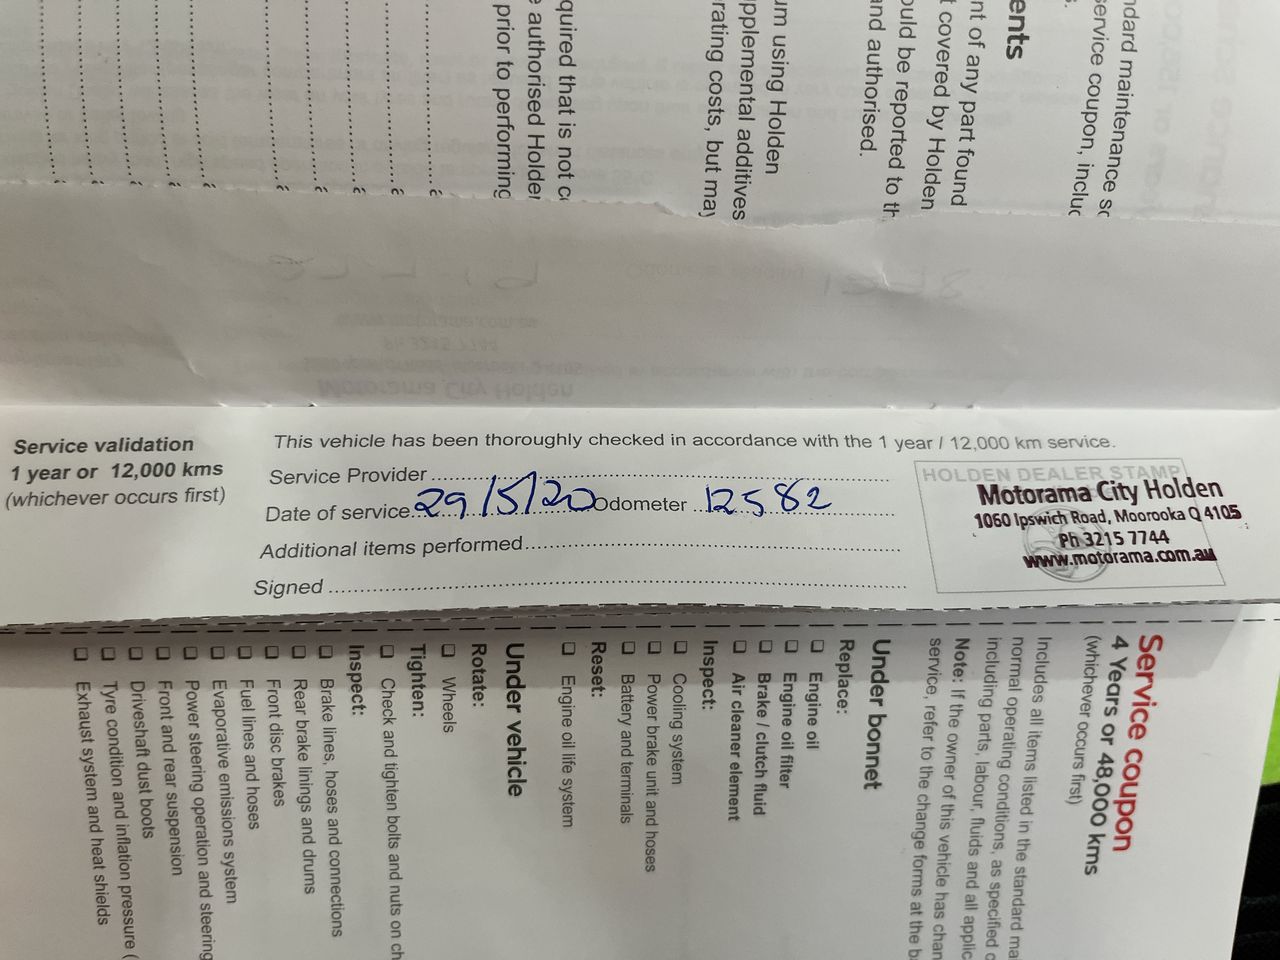 quired that is not c
e authorised Holder
prior to performing
um using Holden
upplemental additives
rating costs, but may
ents
nt of any part found
t covered by Holden
ould be reported to th
and authorised.
ndard maintenance sc
service coupon, includ
Service validation
1 year or 12,000 kms
(whichever occurs first)
This vehicle has been thoroughly checked in accordance with the 1 year / 12,000 km service.
Service Provider
Date of service 29/5/20 Odometer 12582
Additional items performed
Signed
HOLDEN DEALER STAMP
Motorama City Holden
1060 Ipswich Road, Moorooka Q 4105
Ph 3215 7744
www.motorama.com.au
Service coupon
4 Years or 48,000 kms
(whichever occurs first)
Includes all items listed in the standard ma
normal operating conditions, as specified
including parts, labour, fluids and all applic
Note: If the owner of this vehicle has chan
service, refer to the change forms at the ba
Under bonnet
Replace:
Engine oil
Engine oil filter
Brake / clutch fluid
Air cleaner element
Inspect:
Cooling system
Power brake unit and hoses
Battery and terminals
Reset:
Engine oil life system
Under vehicle
Rotate:
Wheels
Tighten:
Check and tighten bolts and nuts on ch
Inspect:
Brake lines, hoses and connections
Rear brake linings and drums
Front disc brakes
Fuel lines and hoses
Evaporative emissions system
Power steering operation and steering
Front and rear suspension
Driveshaft dust boots
Tyre condition and inflation pressure (
Exhaust system and heat shields